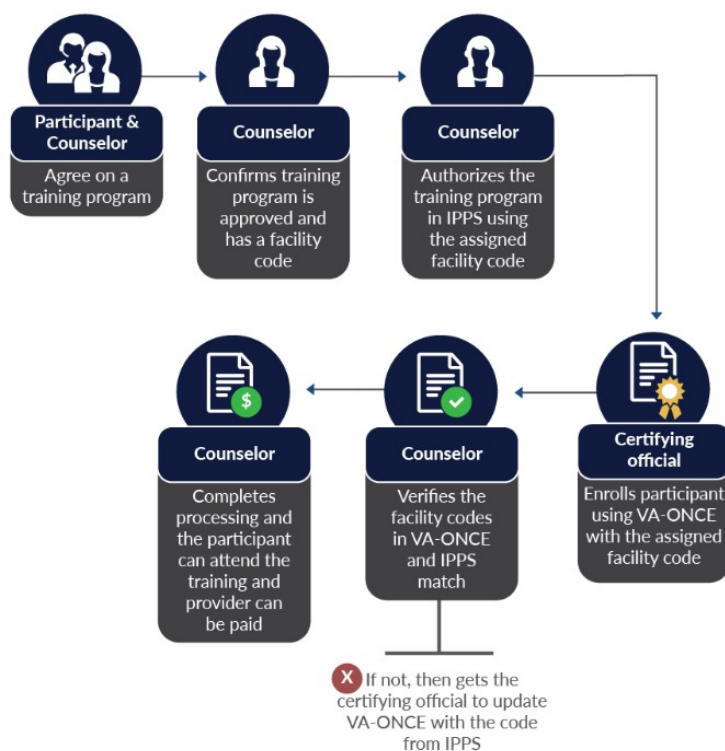 Participant &
Counselor
Agree on a
training program
Counselor
Confirms training
program is
approved and
has a facility
code
Counselor
Authorizes the
training program
in IPPS using
the assigned
facility code
Certifying
official
Enrolls participant
using VA-ONCE
with the assigned
facility code
Counselor
Verifies the
facility codes
in VA-ONCE
and IPPS
match
X If not, then gets the
certifying official to update
VA-ONCE with the code
from IPPS
$
Counselor
Completes
processing and
the participant
can attend the
training and
provider can
be paid